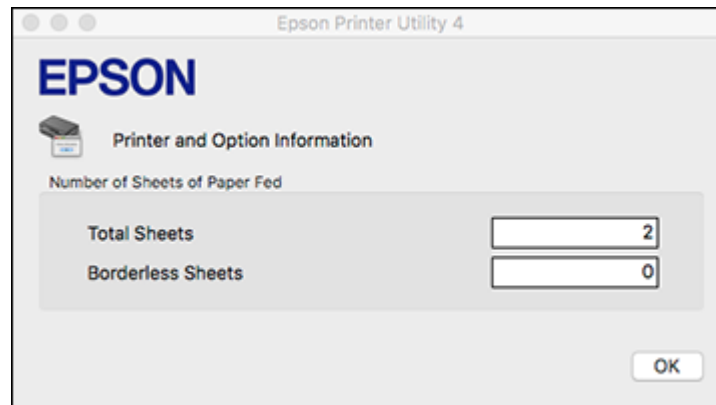 Epson Printer Utility 4
EPSON
Printer and Option Information
Number of Sheets of Paper Fed
Total Sheets 2
Borderless Sheets 0
OK